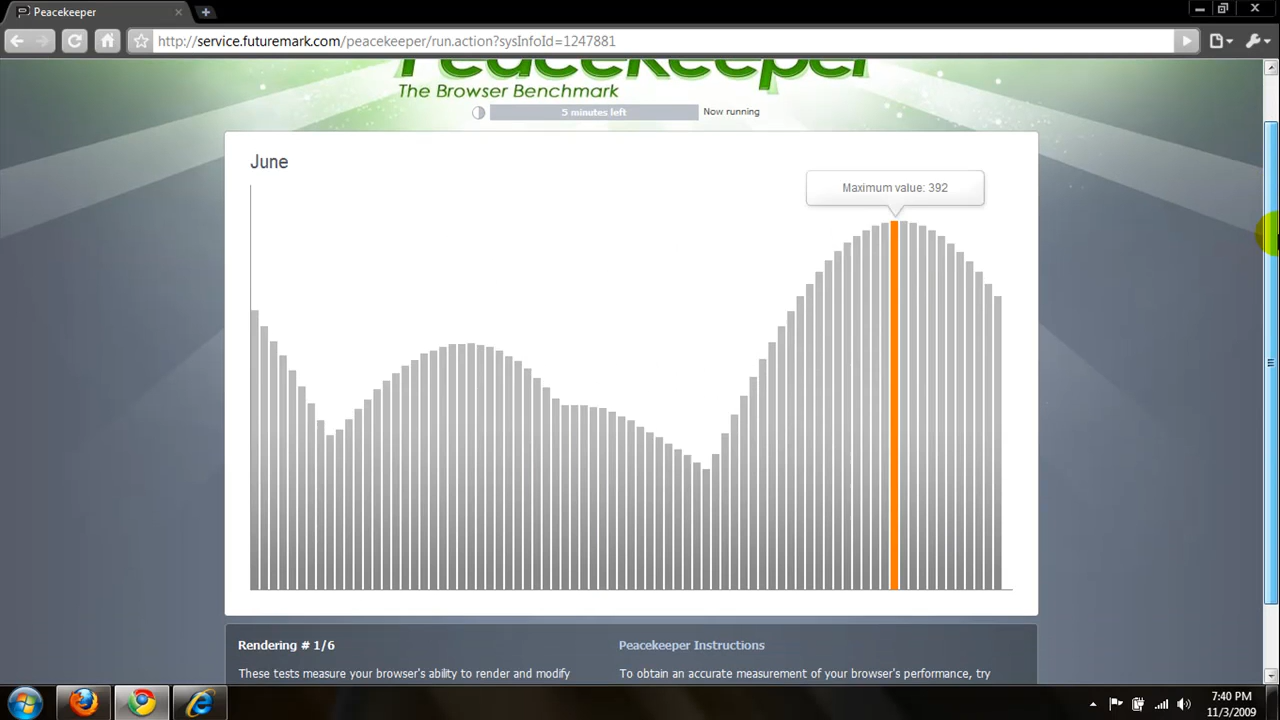 Peacekeeper
http://service.futuremark.com/peacekeeper/run.action?sysInfoId=1247881
Peacekeeper
The Browser Benchmark
5 minutes left
Now running
June
Maximum value: 392
Rendering # 1/6
Peacekeeper Instructions
These tests measure your browser's ability to render and modify
To obtain an accurate measurement of your browser's performance, try
7:40 PM
11/3/2009